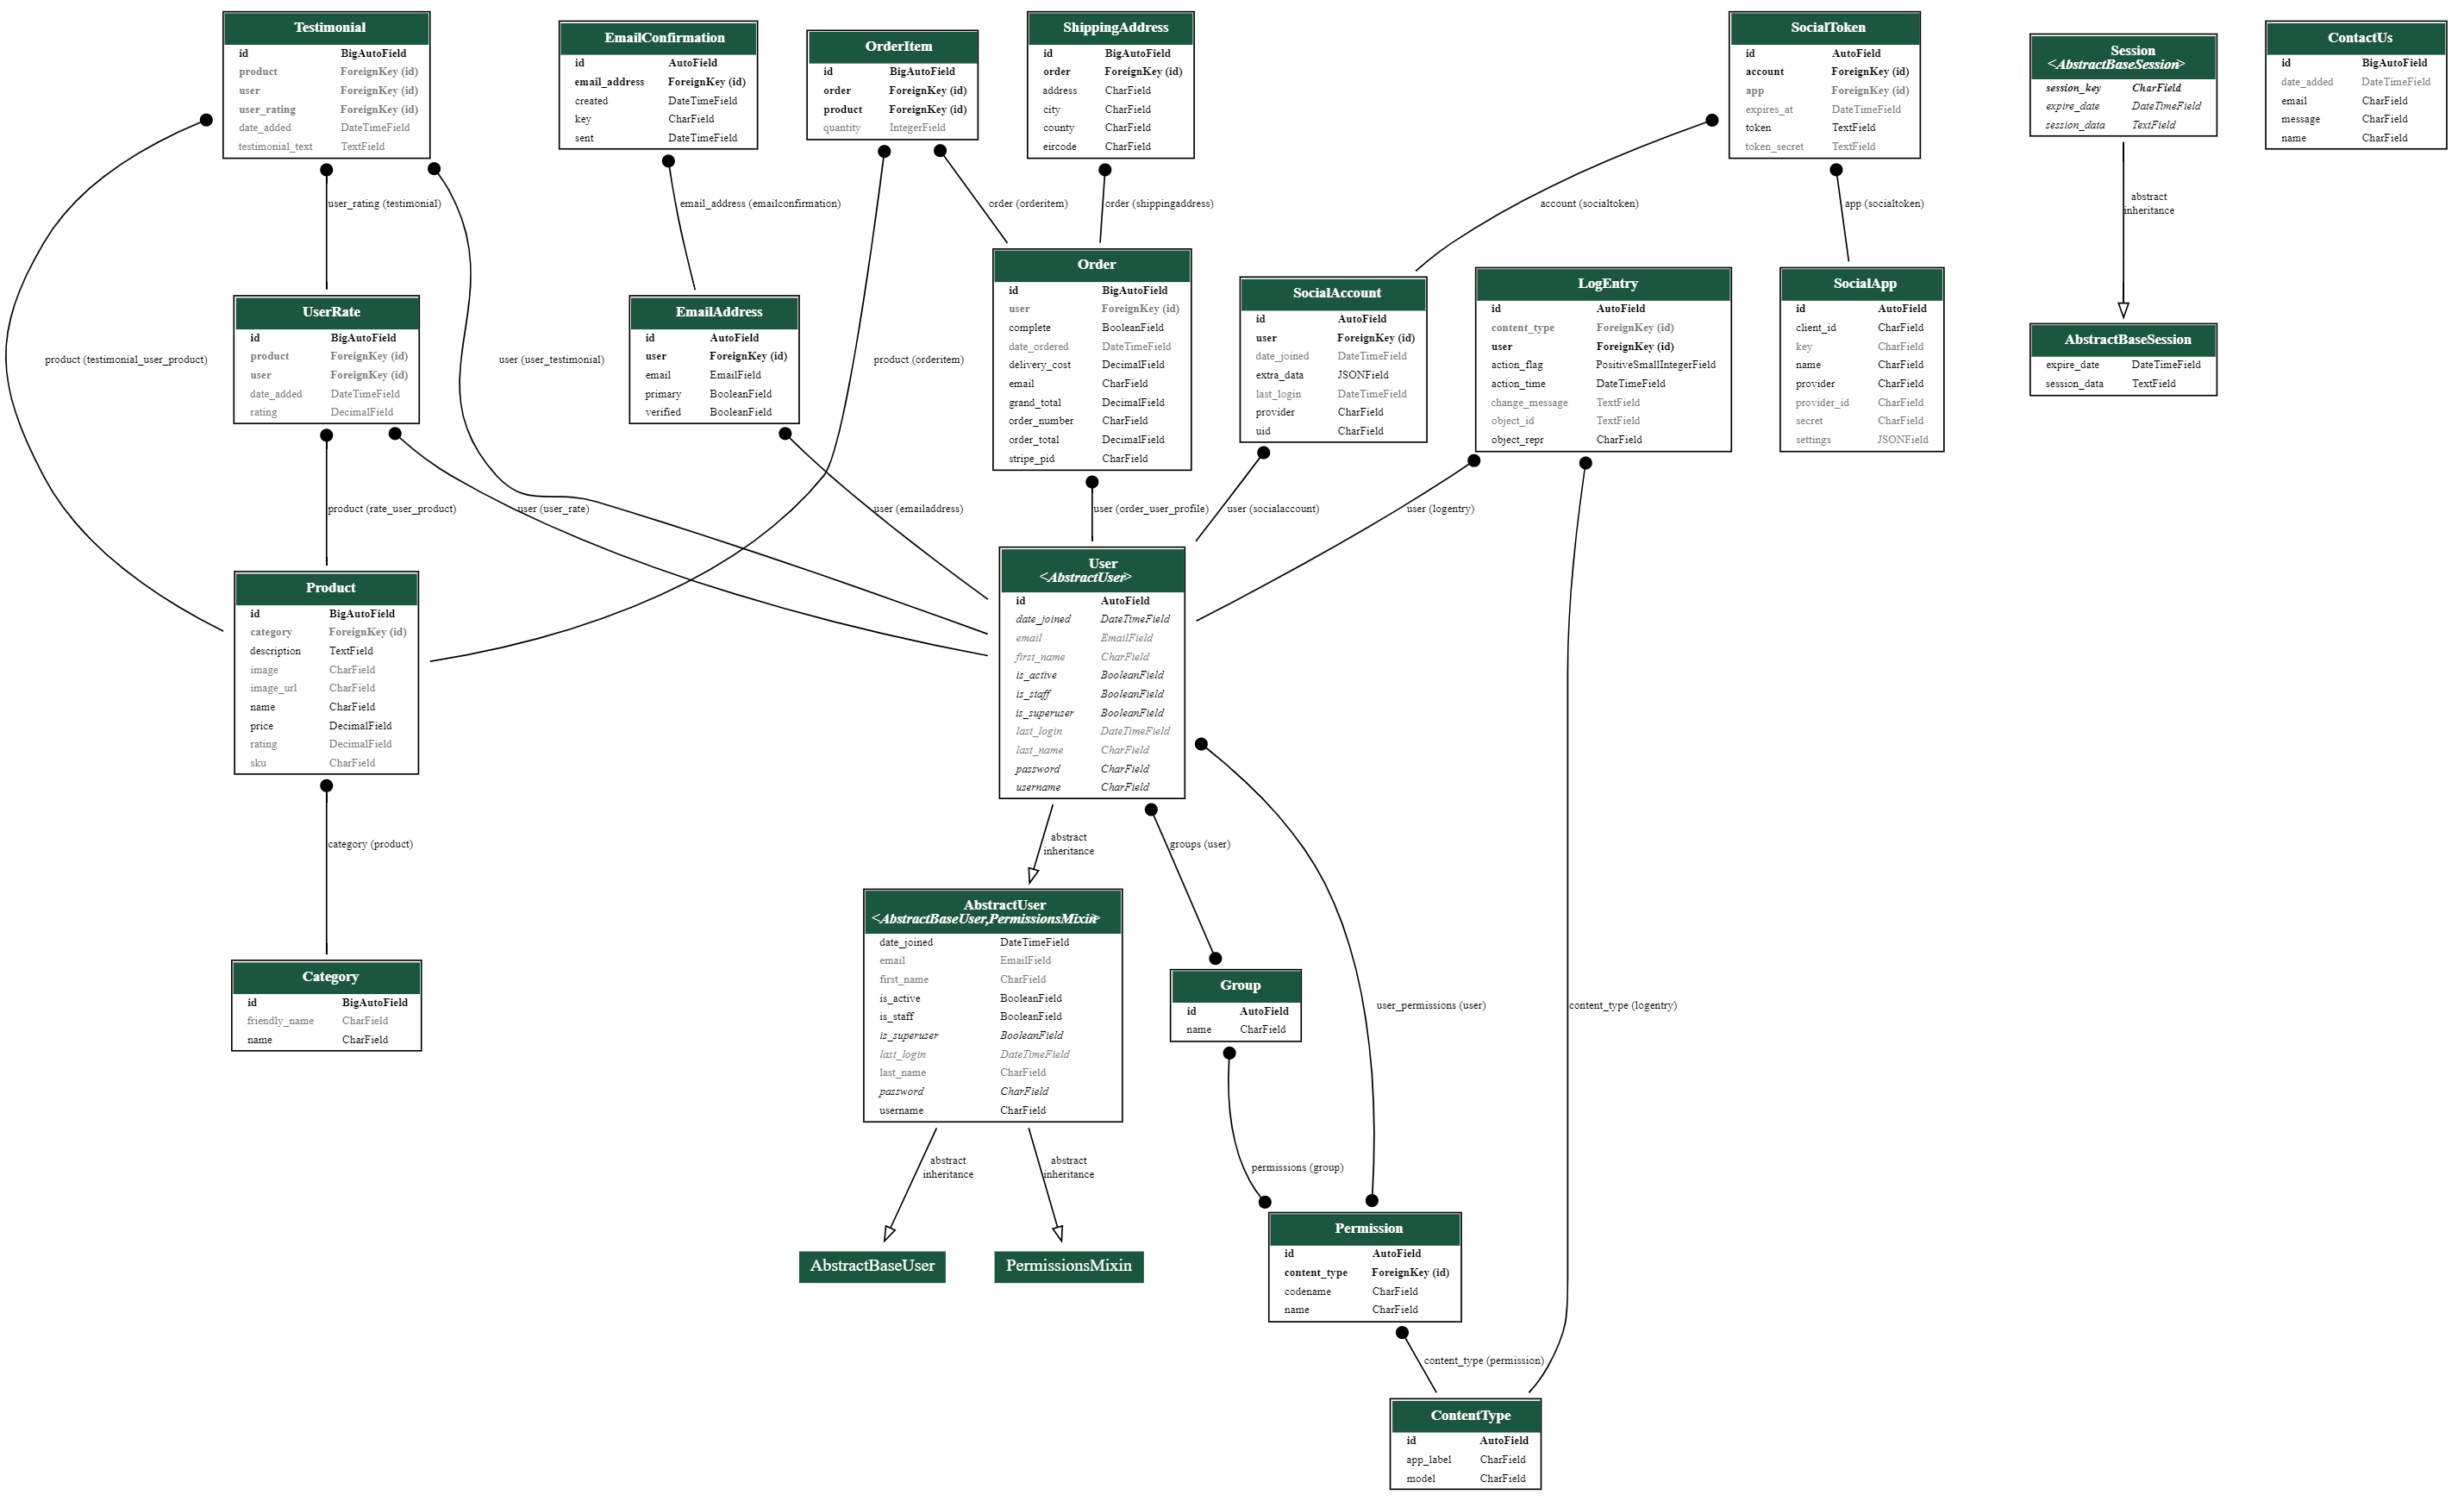 Testimonial
id BigAutoField
product ForeignKey (id)
user ForeignKey (id)
user_rating ForeignKey (id)
date_added DateTimeField
testimonial_text TextField
EmailConfirmation
id AutoField
email_address ForeignKey (id)
created DateTimeField
key CharField
sent DateTimeField
OrderItem
id BigAutoField
order ForeignKey (id)
product ForeignKey (id)
quantity IntegerField
ShippingAddress
id BigAutoField
order ForeignKey (id)
address CharField
city CharField
county CharField
eircode CharField
SocialToken
id AutoField
account ForeignKey (id)
app ForeignKey (id)
expires_at DateTimeField
token TextField
token_secret TextField
Session
<AbstractBaseSession>
session_key CharField
expire_date DateTimeField
session_data TextField
ContactUs
id BigAutoField
date_added DateTimeField
email CharField
message CharField
name CharField
user_rating (testimonial)
email_address (emailconfirmation)
order (orderitem)
order (shippingaddress)
account (socialtoken)
app (socialtoken)
abstract
inheritance
UserRate
id BigAutoField
product ForeignKey (id)
user ForeignKey (id)
date_added DateTimeField
rating DecimalField
EmailAddress
id AutoField
user ForeignKey (id)
email EmailField
primary BooleanField
verified BooleanField
Order
id BigAutoField
user ForeignKey (id)
complete BooleanField
date_ordered DateTimeField
delivery_cost DecimalField
email CharField
grand_total DecimalField
order_number CharField
order_total DecimalField
stripe_pid CharField
SocialAccount
id AutoField
user ForeignKey (id)
date_joined DateTimeField
extra_data JSONField
last_login DateTimeField
provider CharField
uid CharField
LogEntry
id AutoField
content_type ForeignKey (id)
user ForeignKey (id)
action_flag PositiveSmallIntegerField
action_time DateTimeField
change_message TextField
object_id TextField
object_repr CharField
SocialApp
id AutoField
client_id CharField
key CharField
name CharField
provider CharField
provider_id CharField
secret CharField
settings JSONField
AbstractBaseSession
expire_date DateTimeField
session_data TextField
product (testimonial_user_product)
user (user_testimonial)
product (orderitem)
product (rate_user_product)
user (user_rate)
user (emailaddress)
user (order_user_profile)
user (socialaccount)
user (logentry)
Product
id BigAutoField
category ForeignKey (id)
description TextField
image CharField
image_url CharField
name CharField
price DecimalField
rating DecimalField
sku CharField
User
<AbstractUser>
id AutoField
date_joined DateTimeField
email EmailField
first_name CharField
is_active BooleanField
is_staff BooleanField
is_superuser BooleanField
last_login DateTimeField
last_name CharField
password CharField
username CharField
category (product)
abstract
inheritance
groups (user)
Category
id BigAutoField
friendly_name CharField
name CharField
AbstractUser
<AbstractBaseUser,PermissionsMixin>
date_joined DateTimeField
email EmailField
first_name CharField
is_active BooleanField
is_staff BooleanField
is_superuser BooleanField
last_login DateTimeField
last_name CharField
password CharField
username CharField
Group
id AutoField
name CharField
user_permissions (user)
content_type (logentry)
abstract
inheritance
abstract
inheritance
permissions (group)
AbstractBaseUser
PermissionsMixin
Permission
id AutoField
content_type ForeignKey (id)
codename CharField
name CharField
content_type (permission)
ContentType
id AutoField
app_label CharField
model CharField